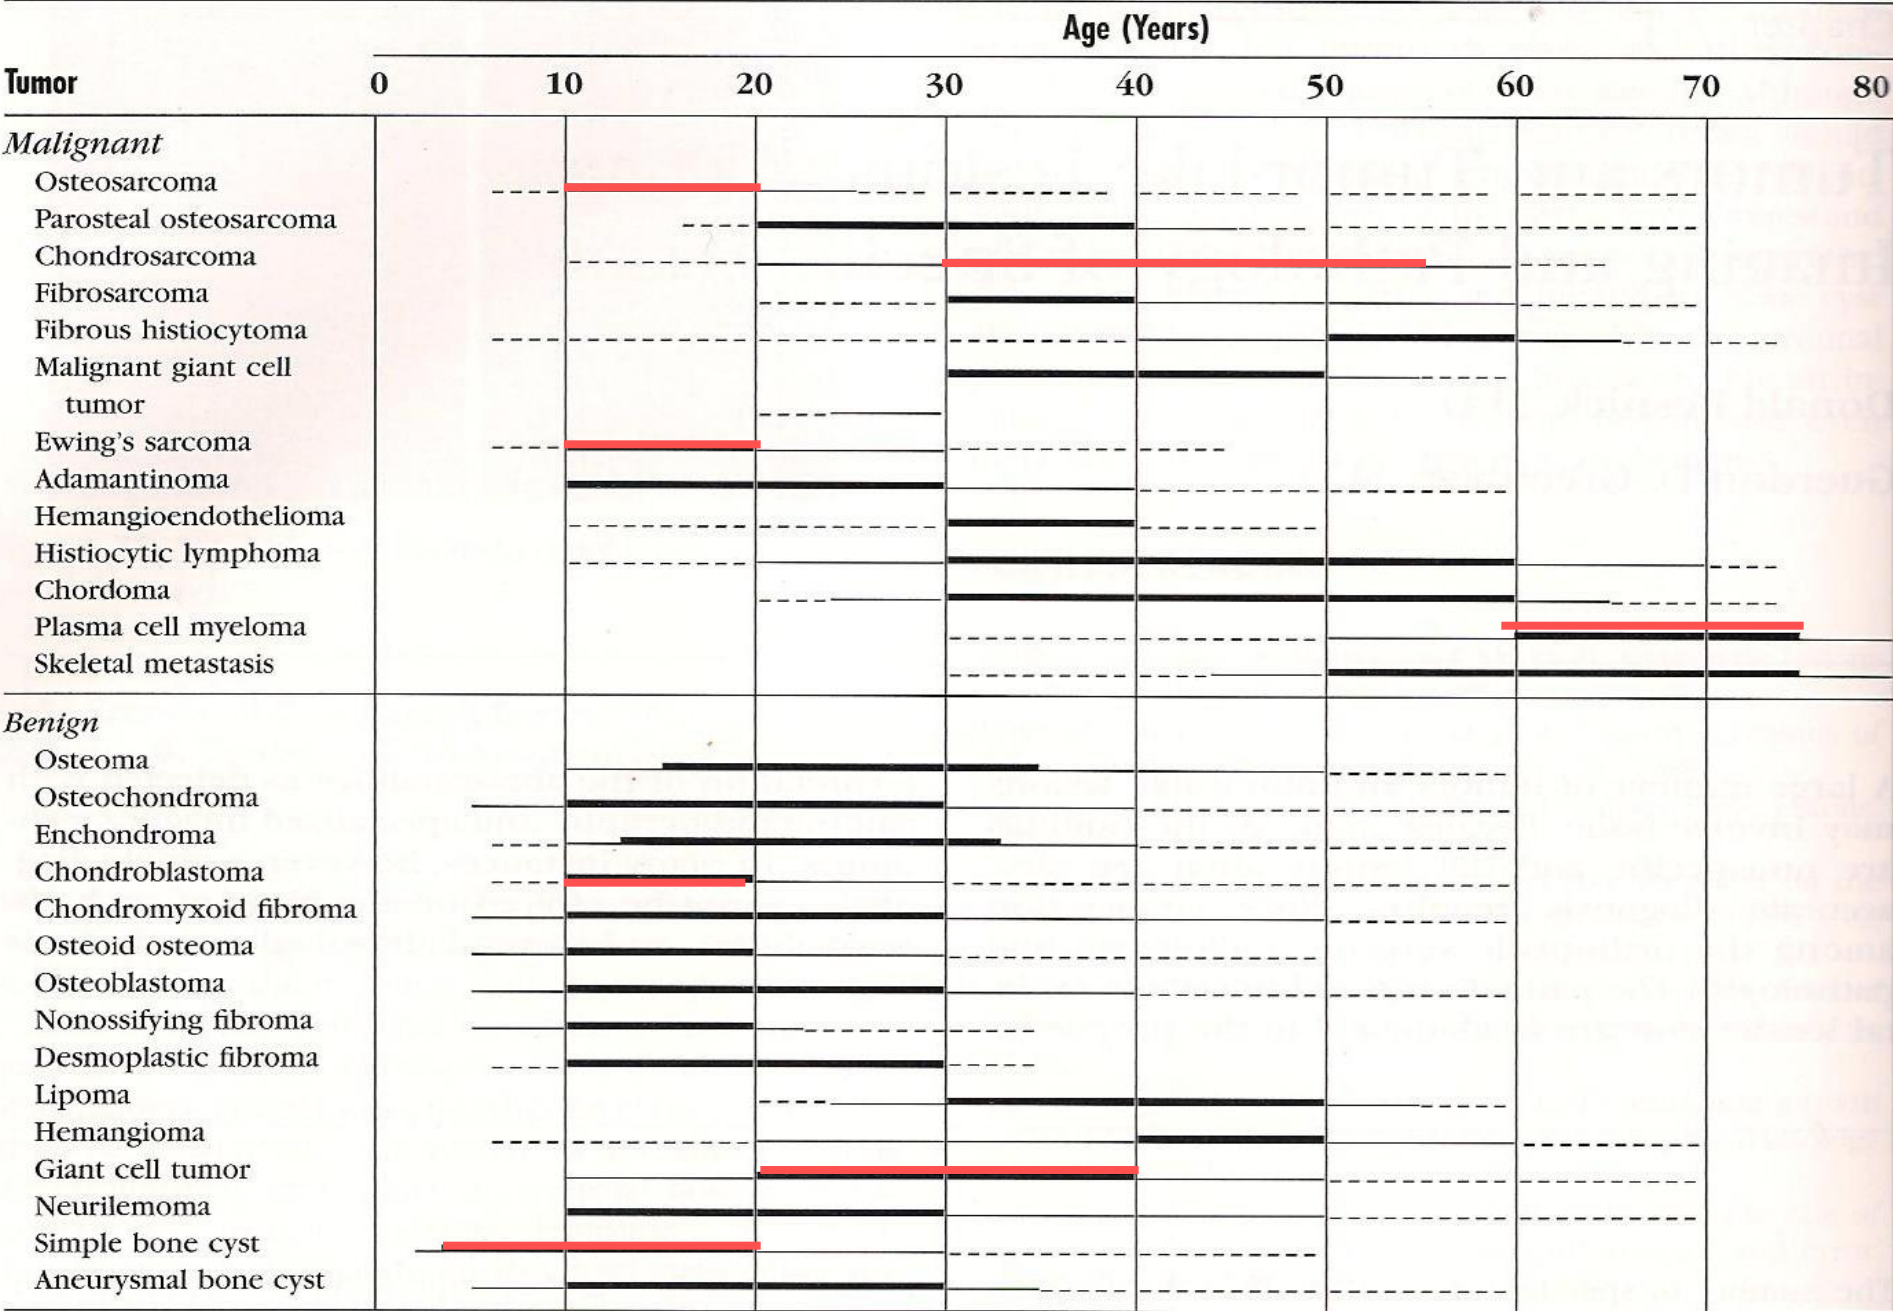 Age (Years)
Tumor 0 10 20 30 40 50 60 70 80
Malignant
Osteosarcoma
Parosteal osteosarcoma
Chondrosarcoma
Fibrosarcoma
Fibrous histiocytoma
Malignant giant cell
tumor
Ewing's sarcoma
Adamantinoma
Hemangioendothelioma
Histiocytic lymphoma
Chordoma
Plasma cell myeloma
Skeletal metastasis
Benign
Osteoma
Osteochondroma
Enchondroma
Chondroblastoma
Chondromyxoid fibroma
Osteoid osteoma
Osteoblastoma
Nonossifying fibroma
Desmoplastic fibroma
Lipoma
Hemangioma
Giant cell tumor
Neurilemoma
Simple bone cyst
Aneurysmal bone cyst